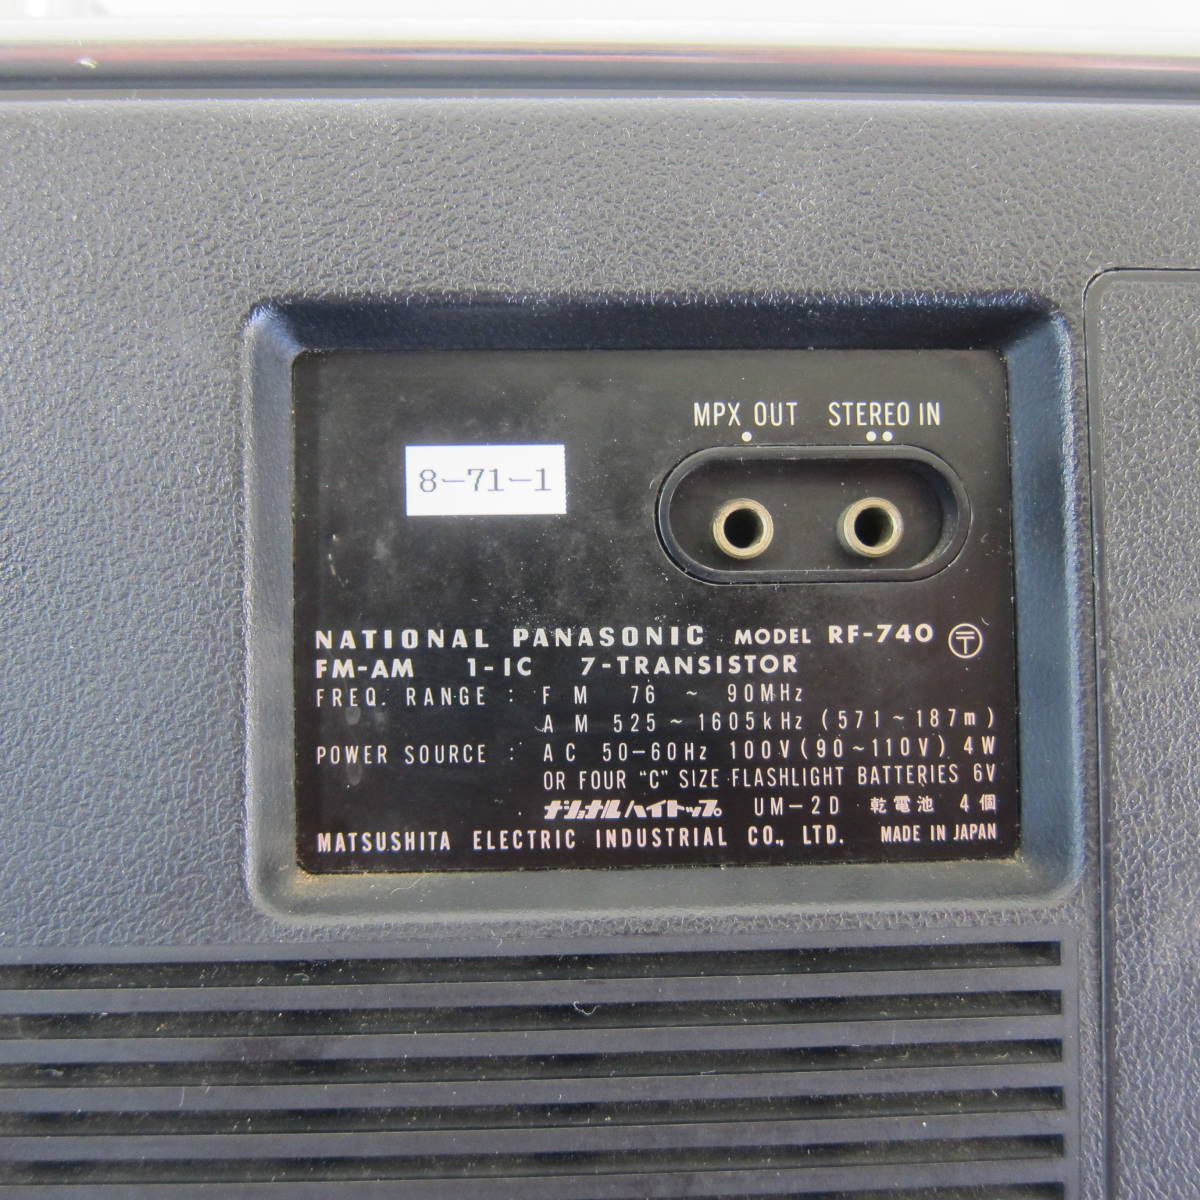 MPX OUT STEREO IN
8-71-1
NATIONAL PANASONIC MODEL RF-740 〒
FM-AM 1-IC 7-TRANSISTOR
FREQ. RANGE : FM 76 ~ 90MHz
AM 525 ~ 1605kHz (571 ~ 187m)
POWER SOURCE : AC 50-60Hz 100V (90~110V) 4W
OR FOUR "C" SIZE FLASHLIGHT BATTERIES 6V
ナショナルハイトップ UM-2D 乾電池 4個
MATSUSHITA ELECTRIC INDUSTRIAL CO., LTD. MADE IN JAPAN